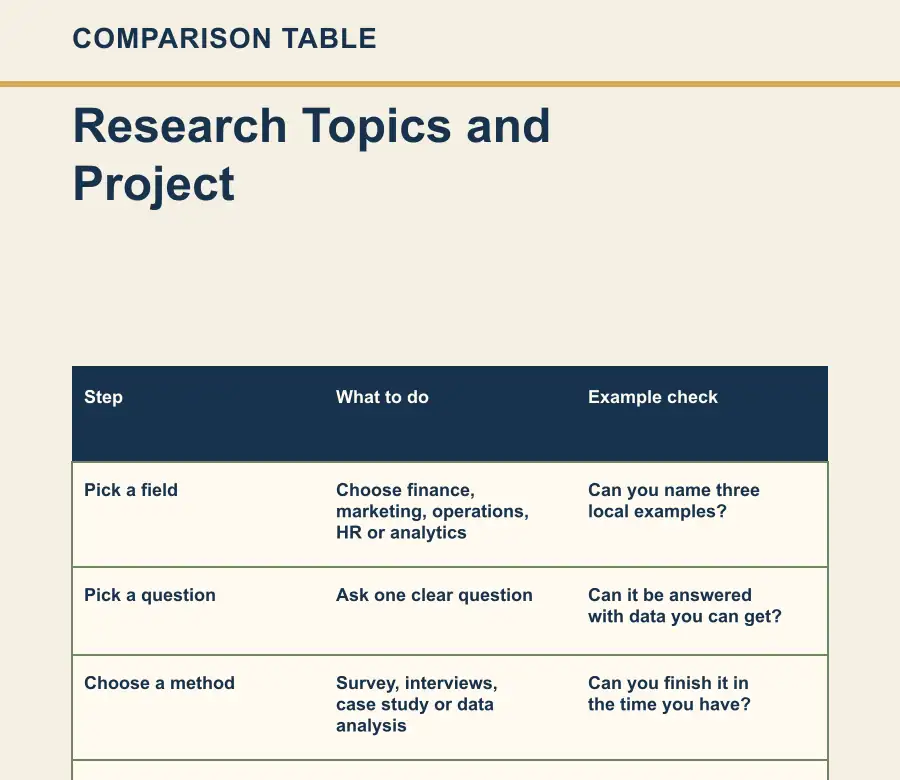 COMPARISON TABLE
Research Topics and
Project
Step
What to do
Example check
Pick a field
Choose finance,
marketing, operations,
HR or analytics
Can you name three
local examples?
Pick a question
Ask one clear question
Can it be answered
with data you can get?
Choose a method
Survey, interviews,
case study or data
analysis
Can you finish it in
the time you have?